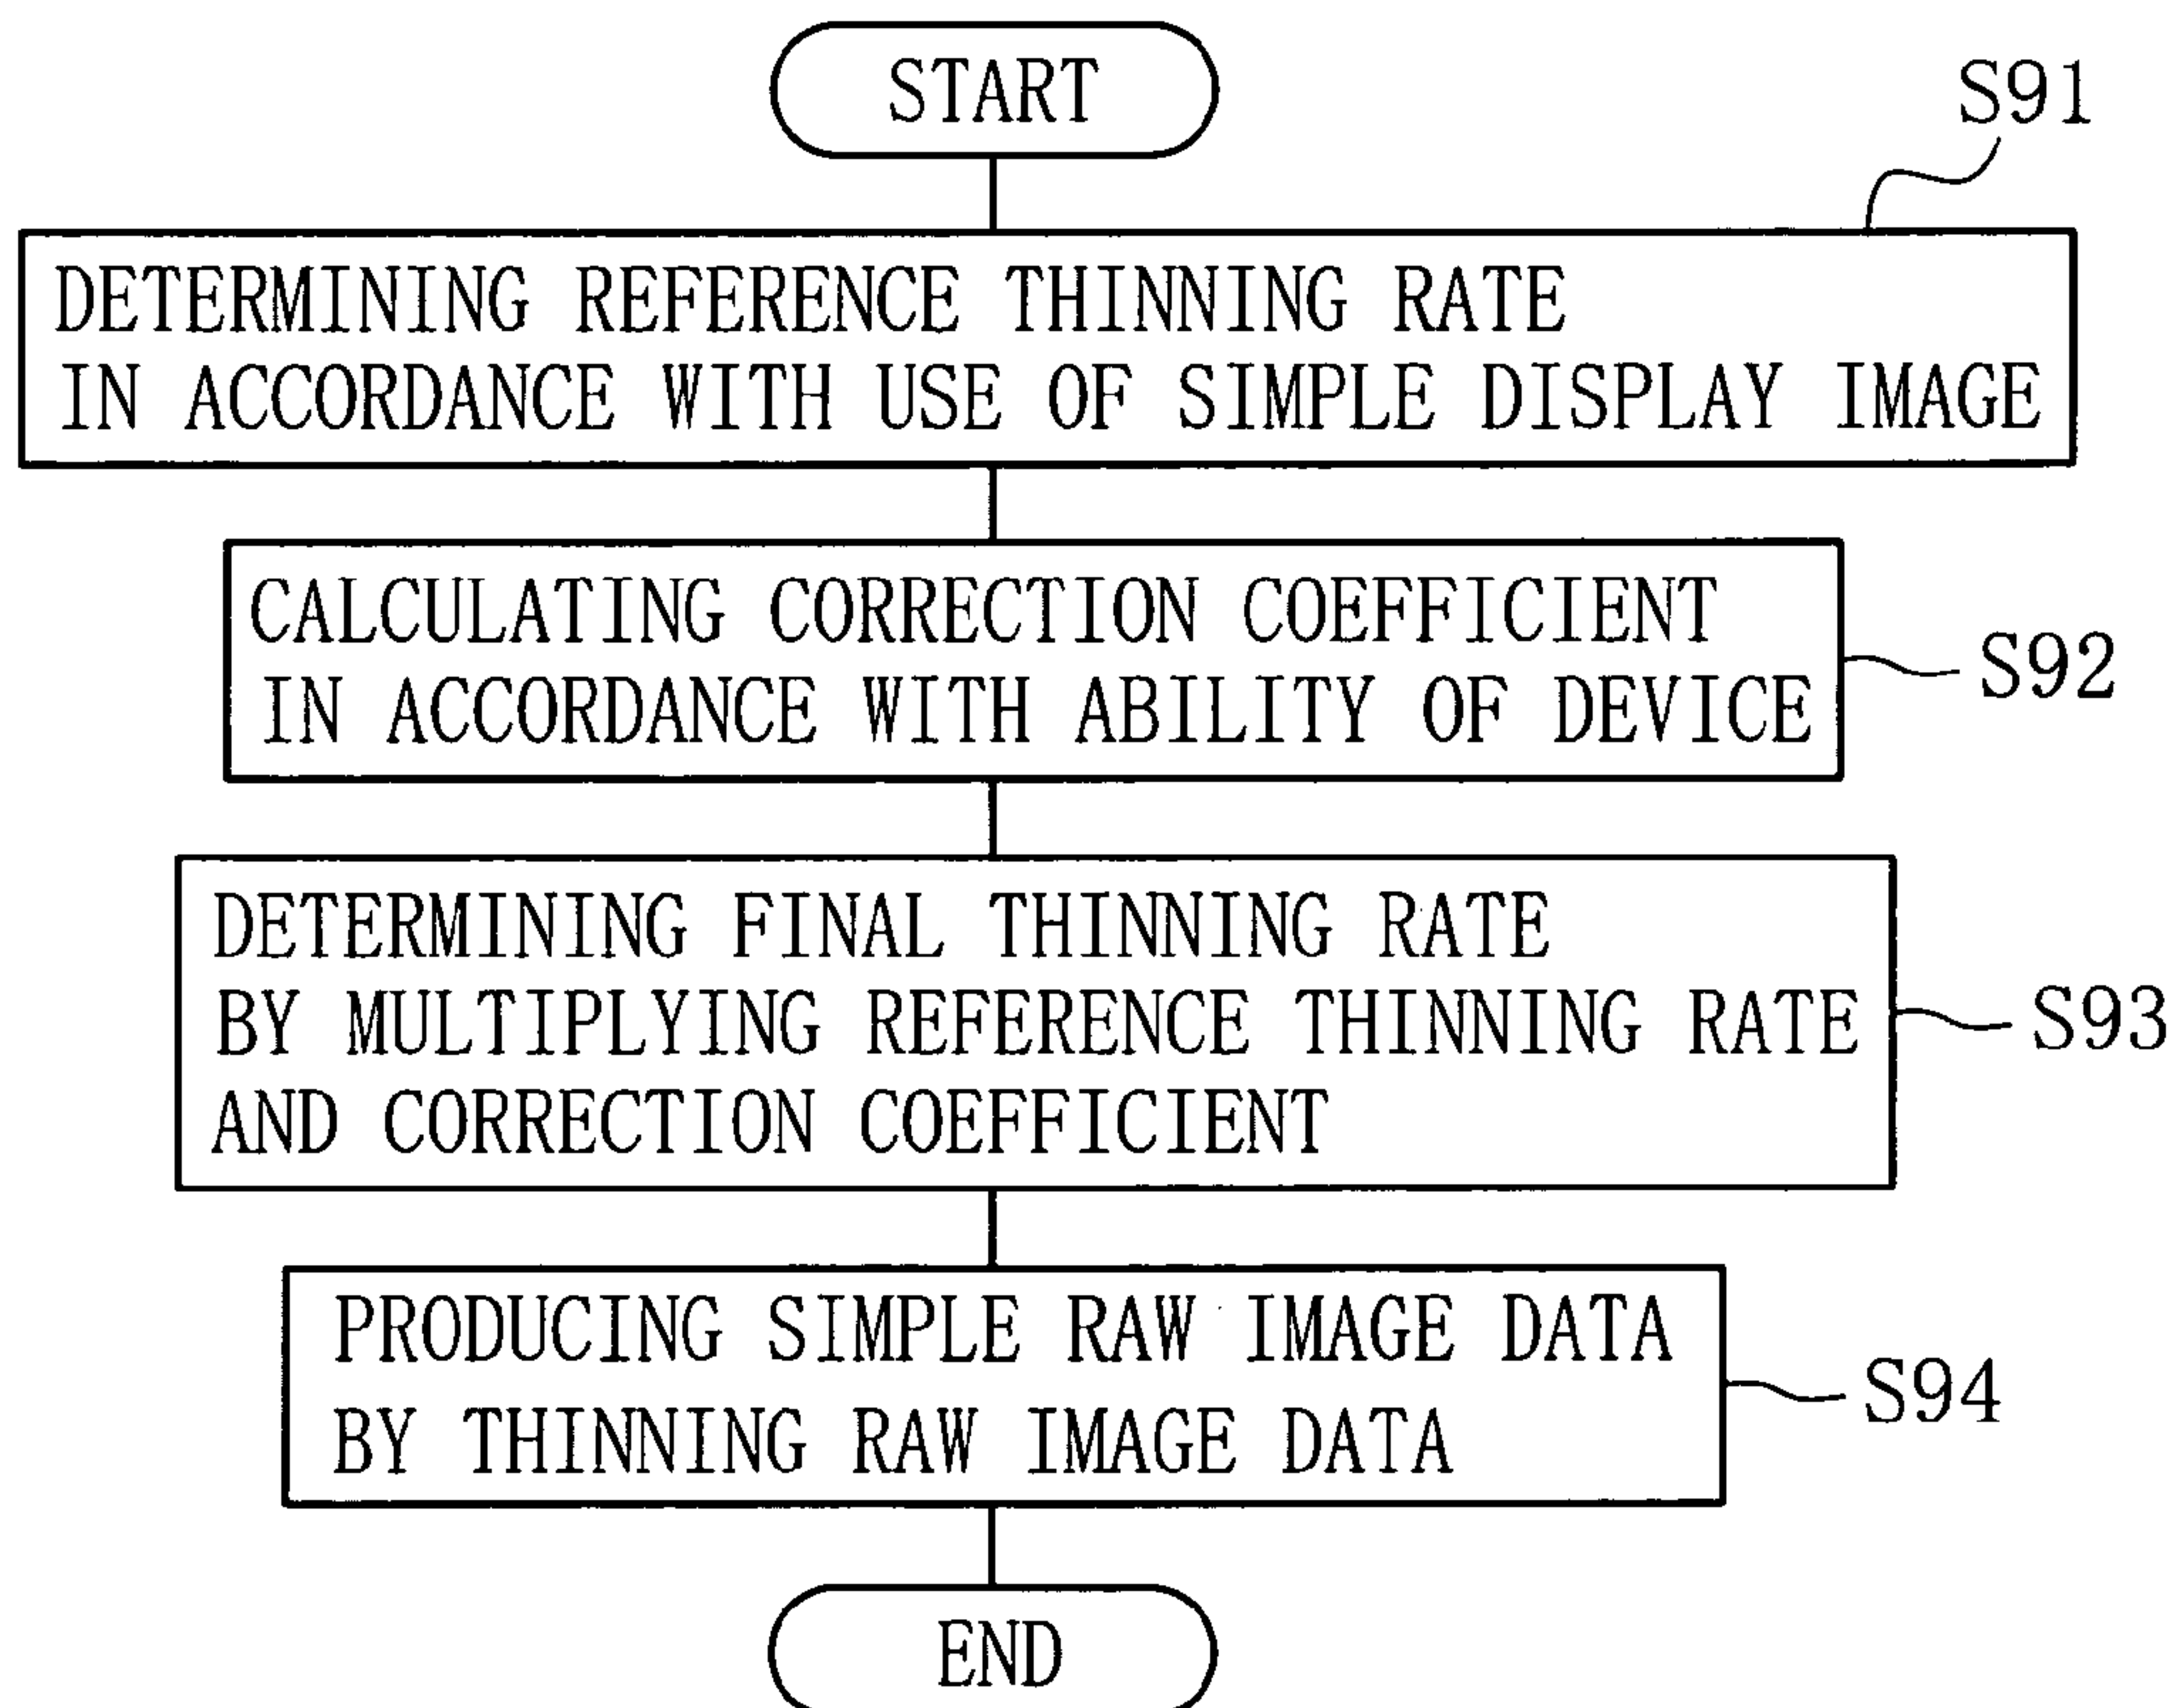 START
S91
DETERMINING REFERENCE THINNING RATE
IN ACCORDANCE WITH USE OF SIMPLE DISPLAY IMAGE
CALCULATING CORRECTION COEFFICIENT
IN ACCORDANCE WITH ABILITY OF DEVICE
S92
DETERMINING FINAL THINNING RATE
BY MULTIPLYING REFERENCE THINNING RATE
AND CORRECTION COEFFICIENT
S93
PRODUCING SIMPLE RAW IMAGE DATA
BY THINNING RAW IMAGE DATA
S94
END